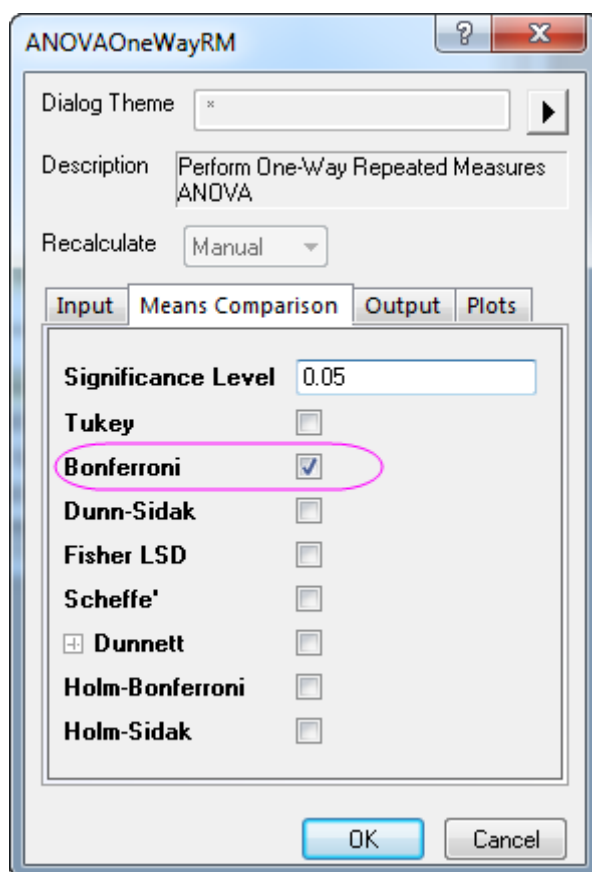 ANOVAOneWayRM
Dialog Theme *
Description Perform One-Way Repeated Measures
ANOVA
Recalculate Manual
Input Means Comparison Output Plots
Significance Level 0.05
Tukey
Bonferroni
Dunn-Sidak
Fisher LSD
Scheffe'
Dunnett
Holm-Bonferroni
Holm-Sidak
OK Cancel